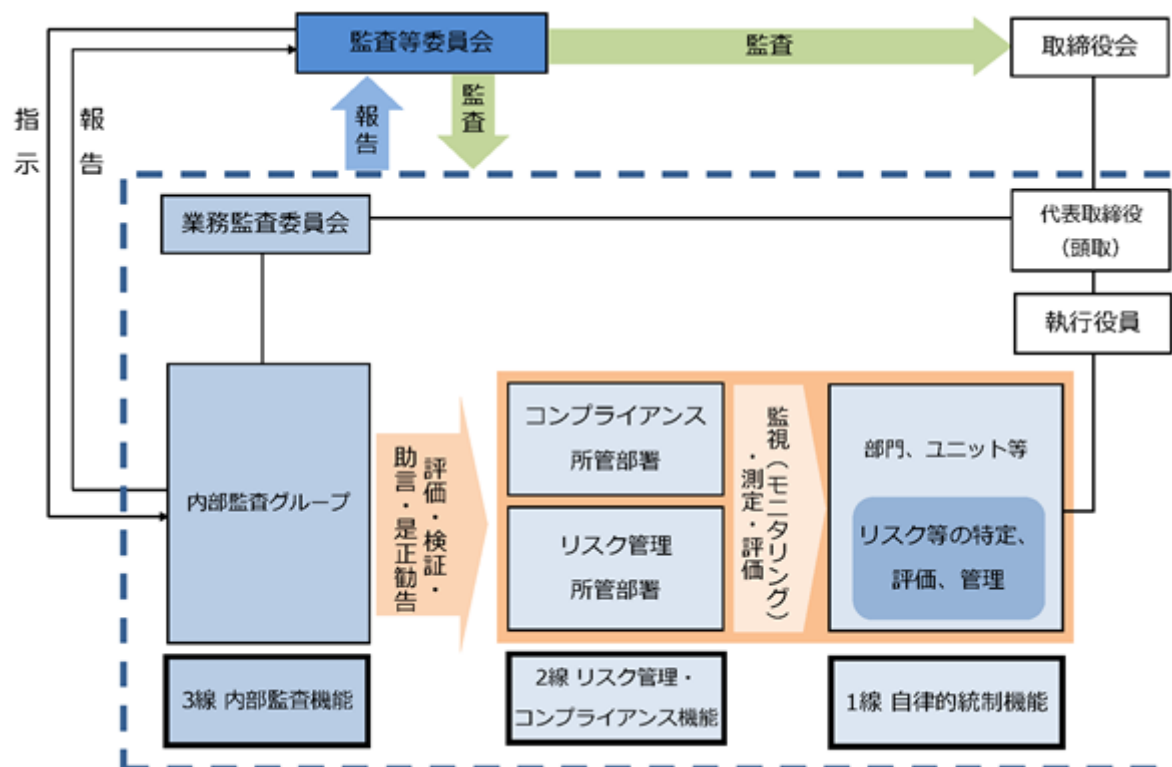 監査等委員会
監査
取締役会
指示
報告
報告
監査
業務監査委員会
代表取締役
（頭取）
執行役員
内部監査グループ
評価・検証・
助言・是正勧告
コンプライアンス
所管部署
リスク管理
所管部署
監視（モニタリング）
・測定・評価
部門、ユニット等
リスク等の特定、
評価、管理
3線 内部監査機能
2線 リスク管理・
コンプライアンス機能
1線 自律的統制機能